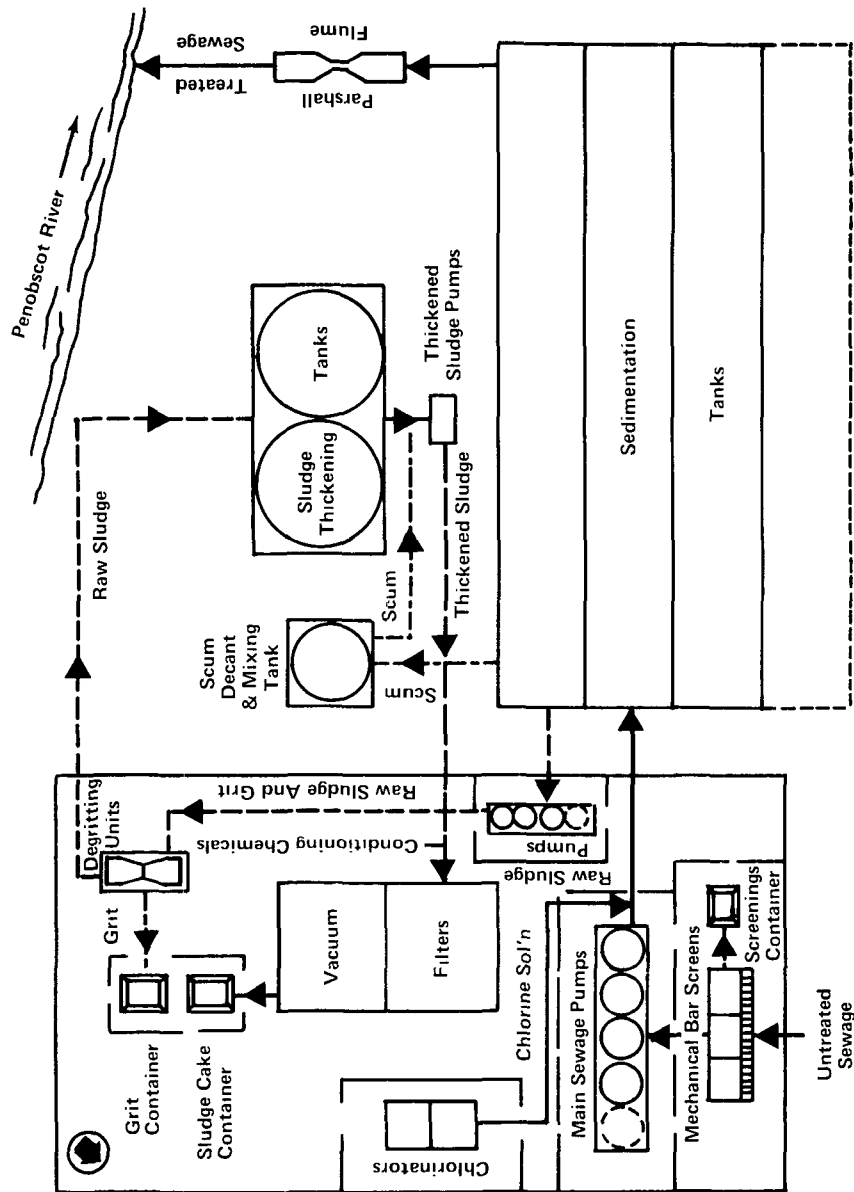 Penobscot River
Treated
Sewage
Parshall
Flume
Raw Sludge
Sludge
Thickening
Tanks
Thickened
Sludge Pumps
Scum
Decant
& Mixing
Tank
Scum
Scum
Thickened Sludge
Sedimentation
Tanks
Degritting
Units
Grit
Grit
Container
Sludge Cake
Container
Vacuum
Filters
Raw Sludge And Grit
Conditioning Chemicals
Raw Sludge
Pumps
Chlorine Sol'n
Chlorinators
Main Sewage Pumps
Mechanical Bar Screens
Screenings
Container
Untreated
Sewage